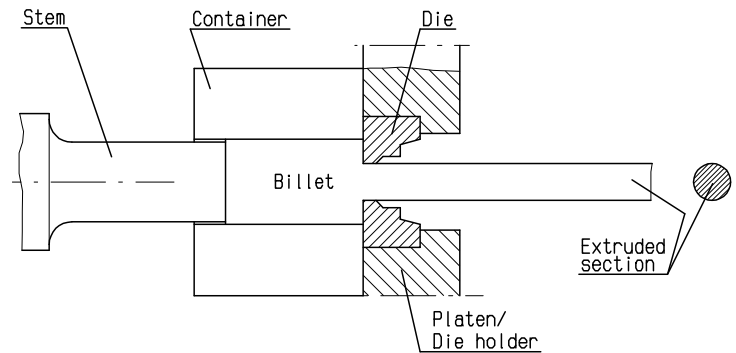 Stem
Container
Die
Billet
Extruded
section
Platen/
Die holder